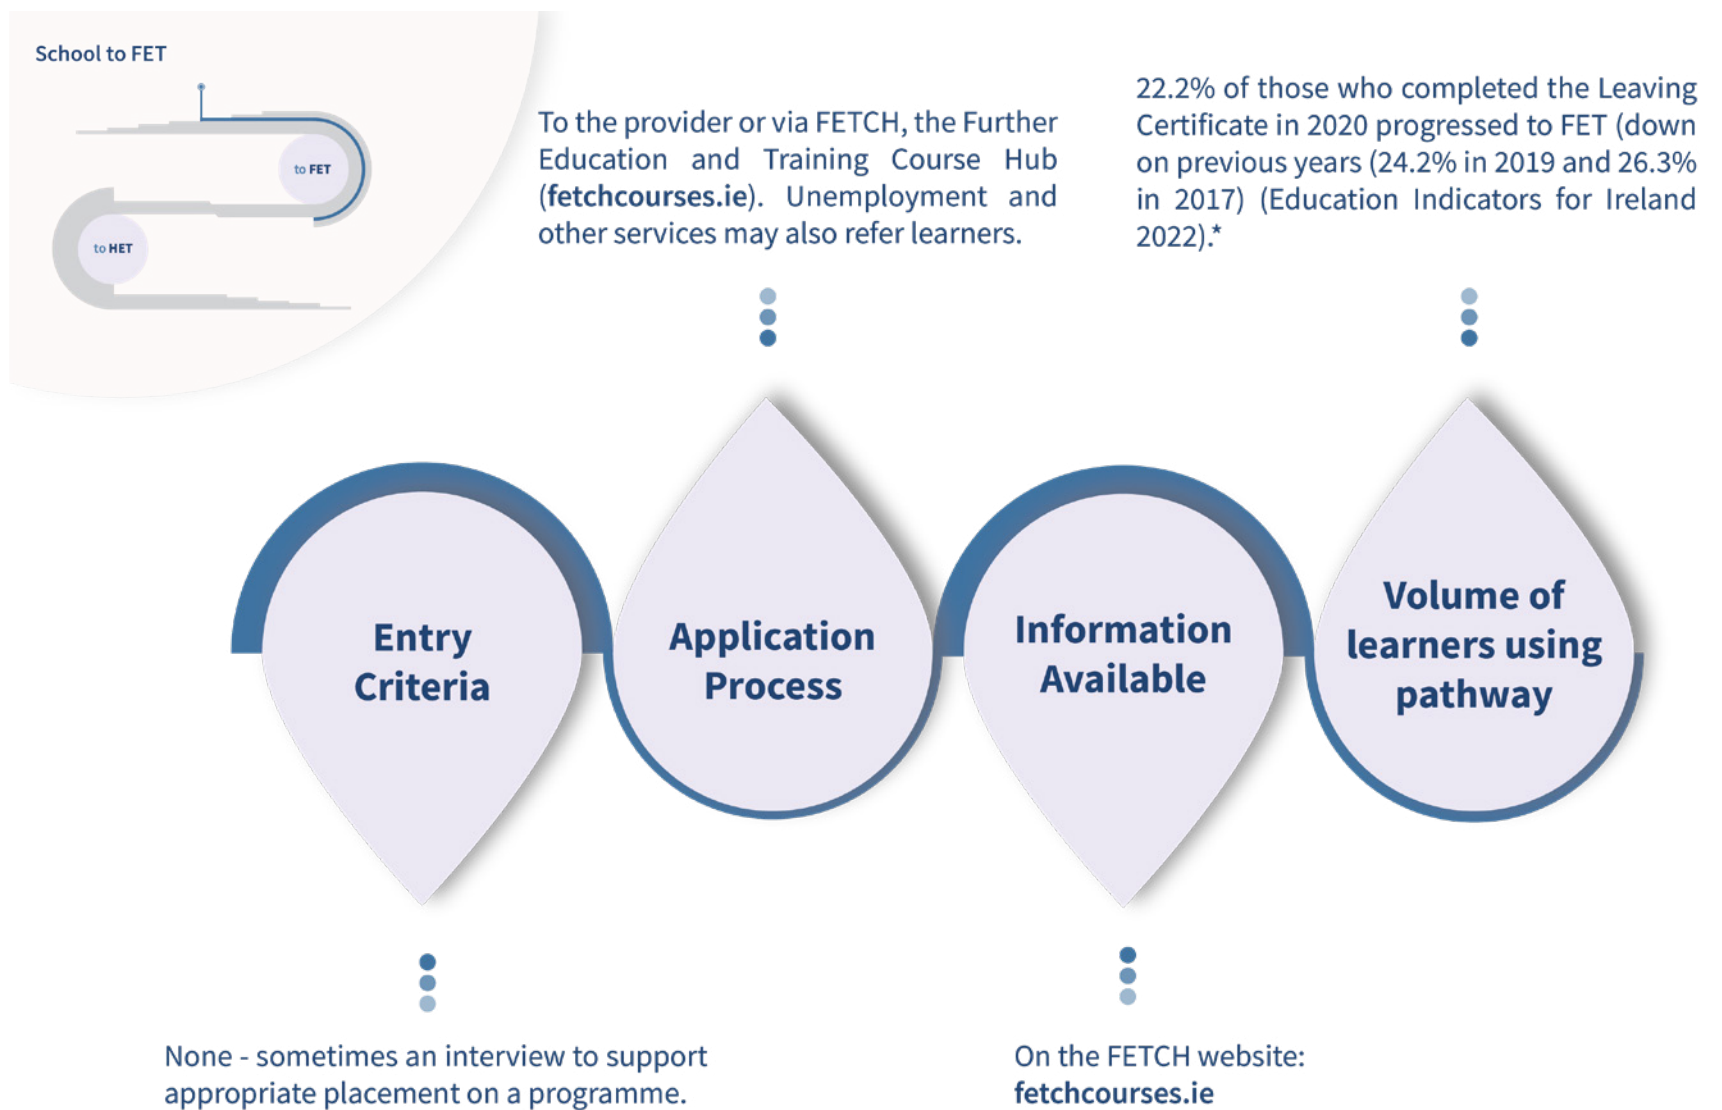 School to FET
to FET
to HET
To the provider or via FETCH, the Further
Education and Training Course Hub
(fetchcourses.ie). Unemployment and
other services may also refer learners.
22.2% of those who completed the Leaving
Certificate in 2020 progressed to FET (down
on previous years (24.2% in 2019 and 26.3%
in 2017) (Education Indicators for Ireland
2022).*
Entry
Criteria
Application
Process
Information
Available
Volume of
learners using
pathway
None - sometimes an interview to support
appropriate placement on a programme.
On the FETCH website:
fetchcourses.ie